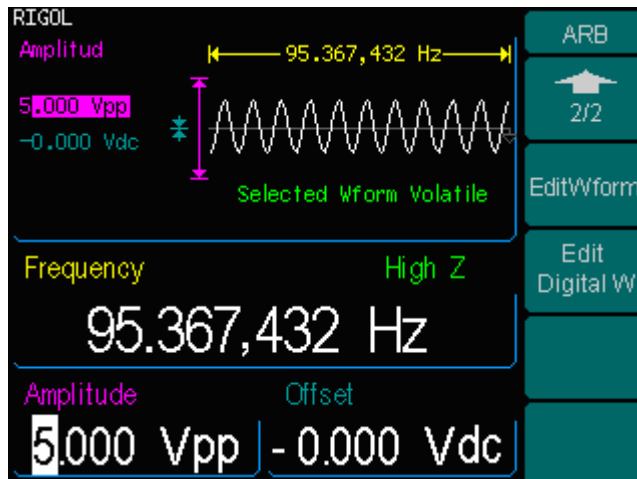 RIGOL
ARB
Amplitud
95.367,432 Hz
5.000 Vpp
-0.000 Vdc
2/2
Selected Wform Volatile
EditWform
Frequency
High Z
Edit
Digital W
95.367,432 Hz
Amplitude
Offset
5.000 Vpp
- 0.000 Vdc